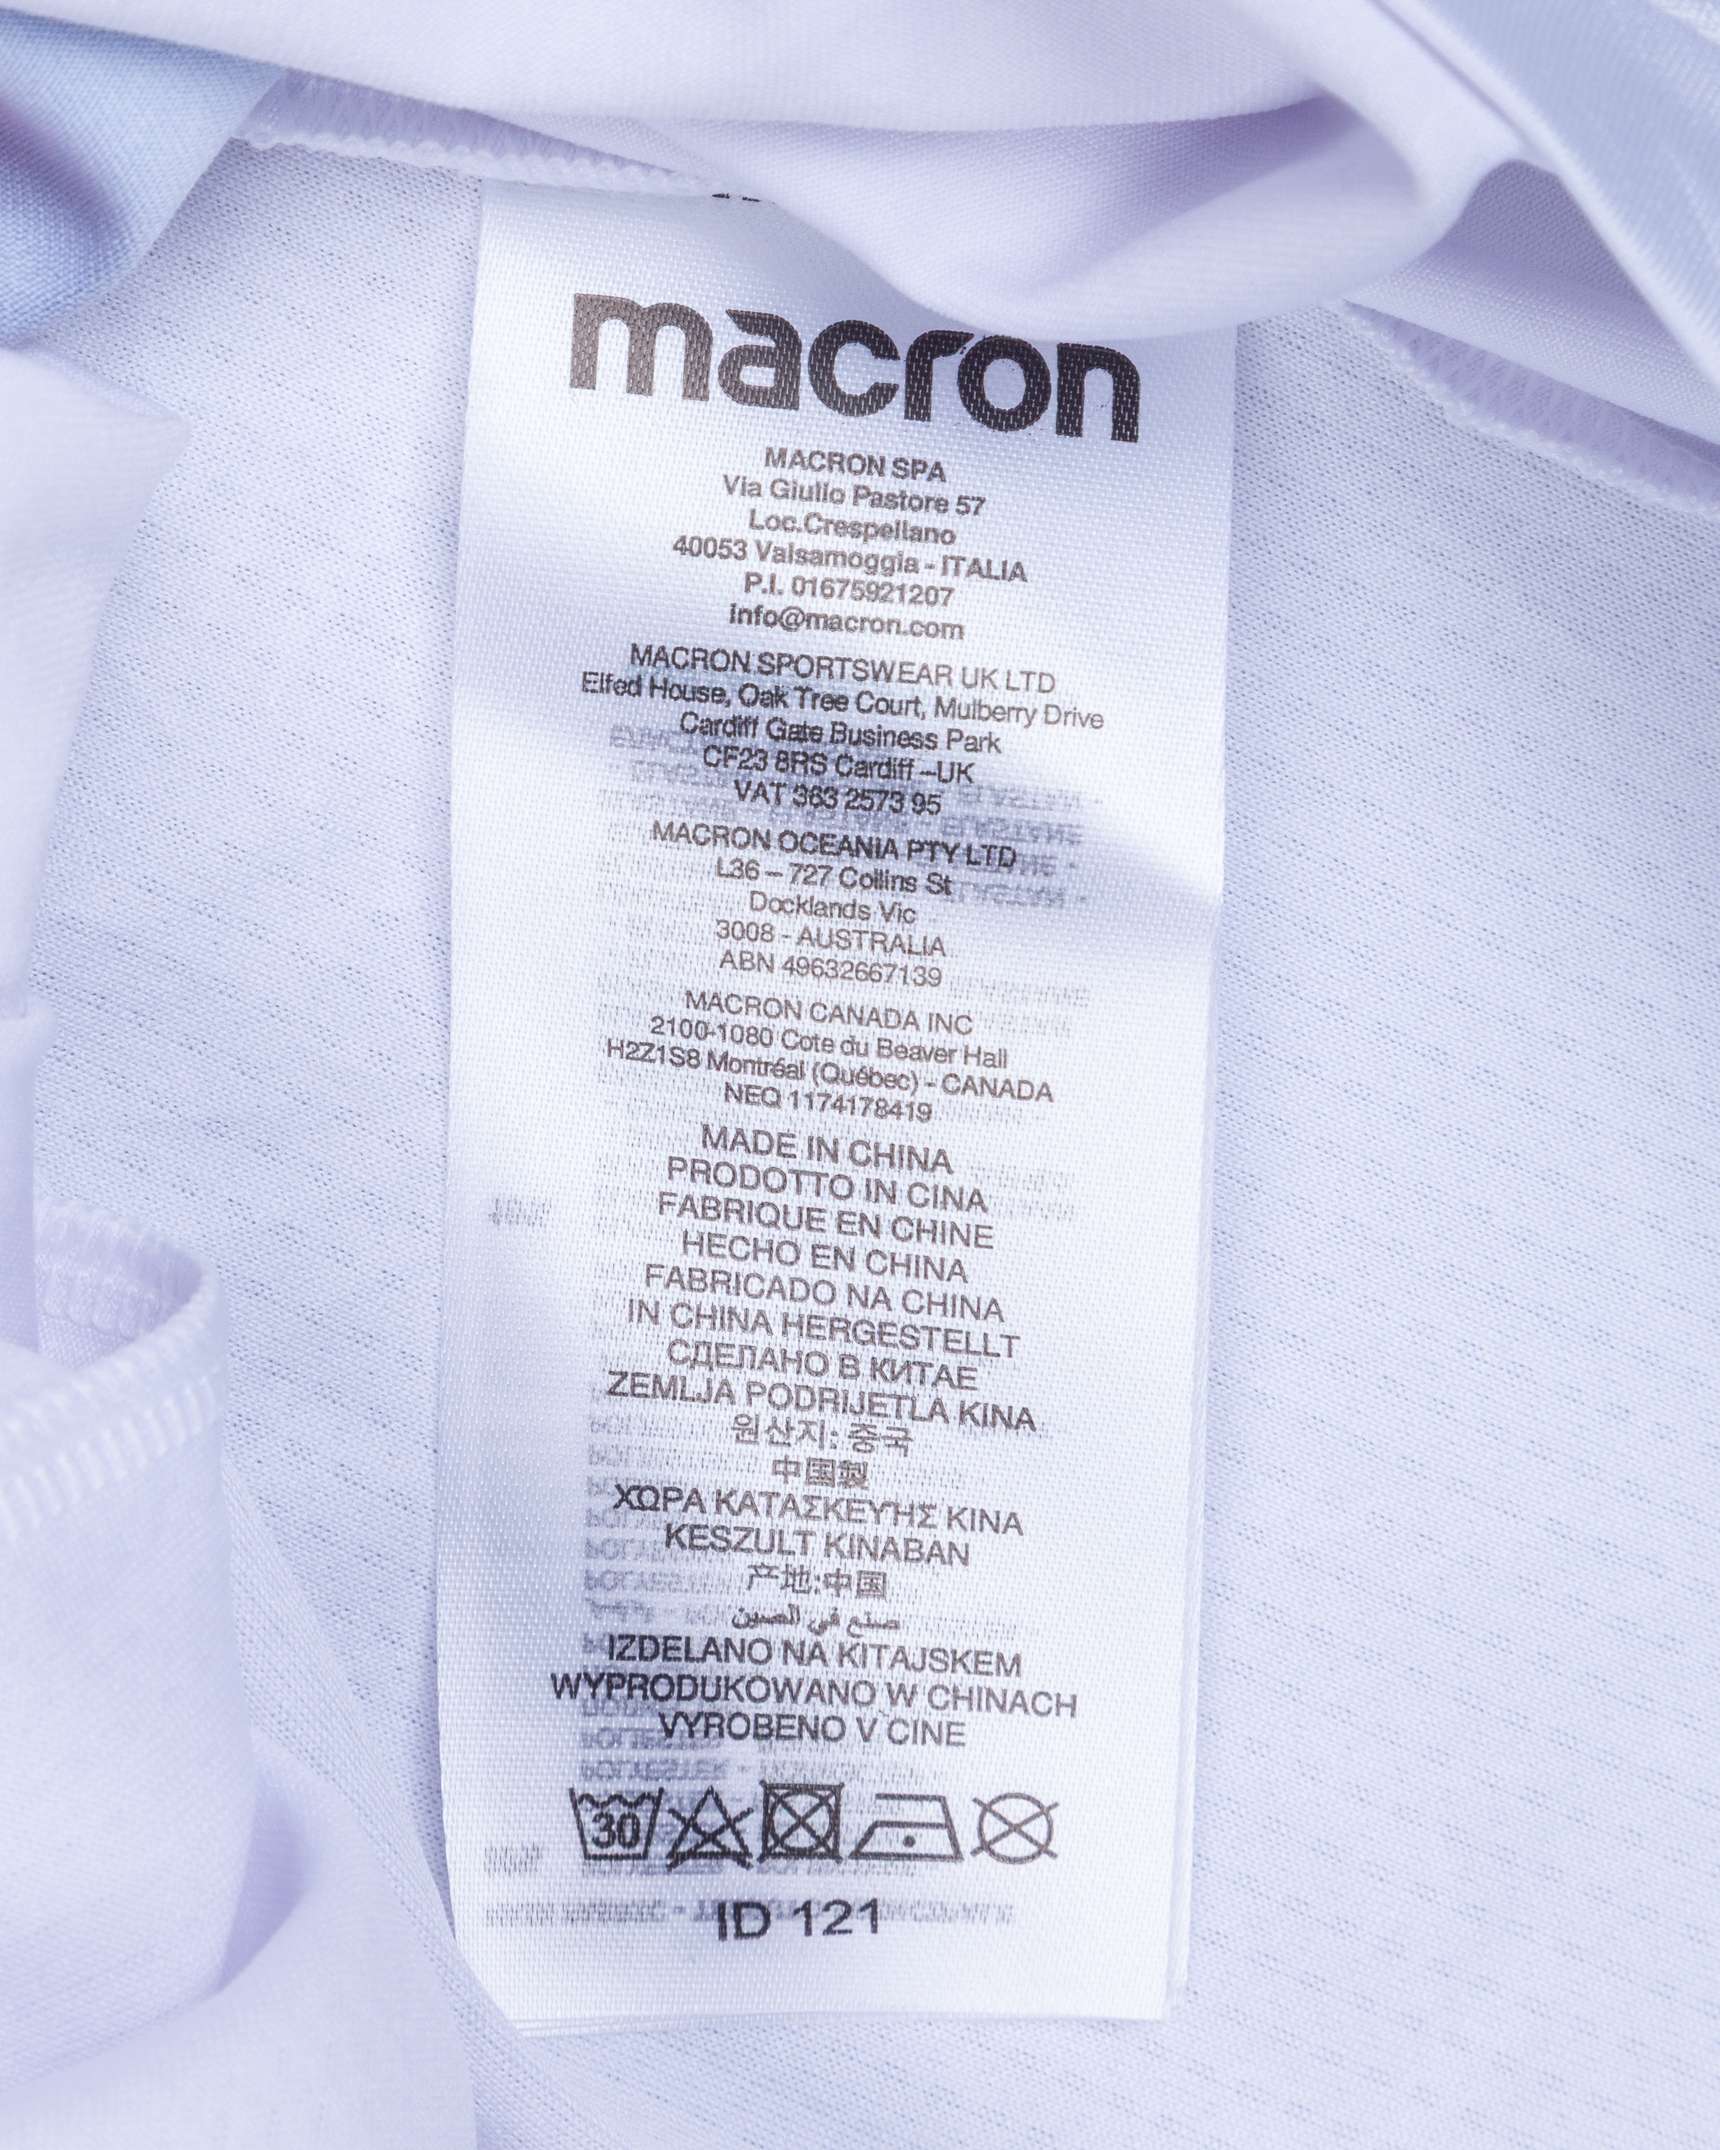 macron
MACRON SPA
Via Giulio Pastore 57
Loc.Crespellano
40053 Valsamoggia - ITALIA
P.I. 01675921207
info@macron.com
MACRON SPORTSWEAR UK LTD
Elfed House, Oak Tree Court, Mulberry Drive
Cardiff Gate Business Park
CF23 8RS Cardiff –UK
VAT 363 2573 95
MACRON OCEANIA PTY LTD
L36 – 727 Collins St
Docklands Vic
3008 - AUSTRALIA
ABN 49632667139
MACRON CANADA INC
2100-1080 Cote du Beaver Hall
H2Z1S8 Montréal (Québec) - CANADA
NEQ 1174178419
MADE IN CHINA
PRODOTTO IN CINA
FABRIQUE EN CHINE
HECHO EN CHINA
FABRICADO NA CHINA
IN CHINA HERGESTELLT
СДЕЛАНО В КИТАЕ
ZEMLJA PODRIJETLA KINA
원산지: 중국
中国製
ΧΩΡΑ ΚΑΤΑΣΚΕΥΉΣ ΚΙΝΑ
KESZULT KINABAN
产地:中国
صنع في الصين
IZDELANO NA KITAJSKEM
WYPRODUKOWANO W CHINACH
VYROBENO V CINE
30
ID 121